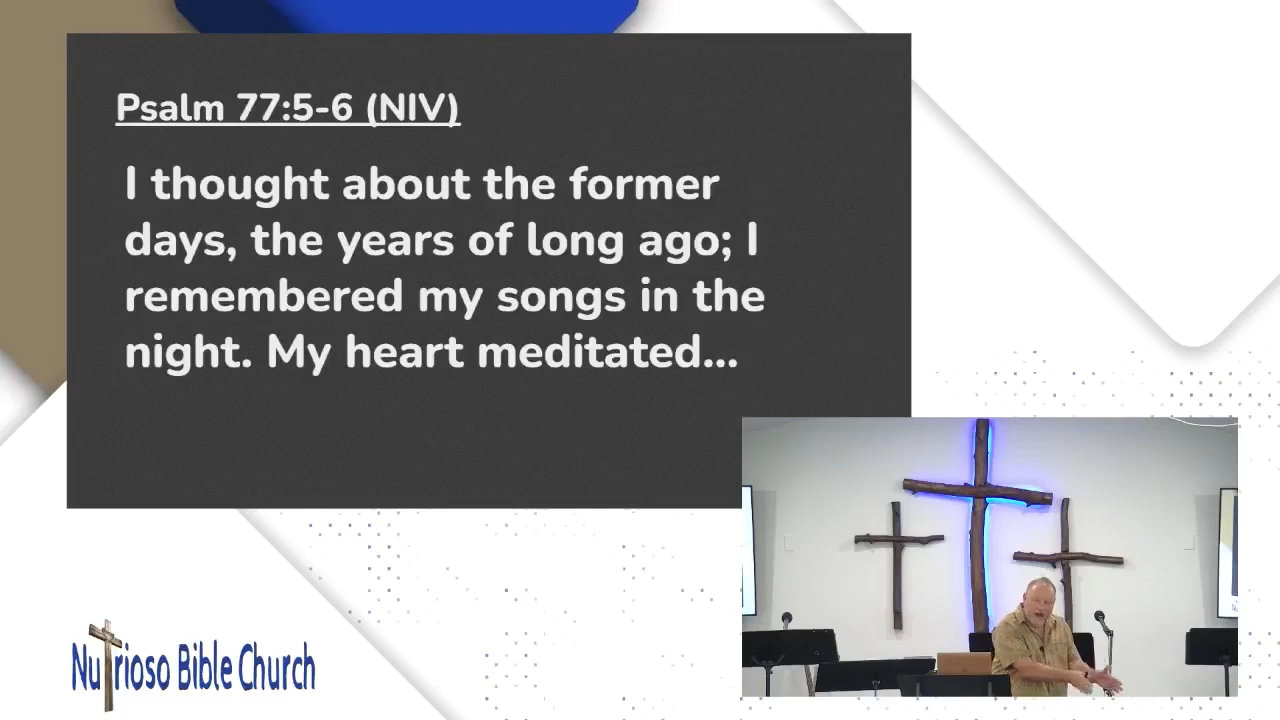 Psalm 77:5-6 (NIV)
I thought about the former
days, the years of long ago; I
remembered my songs in the
night. My heart meditated...
Nutrioso Bible Church